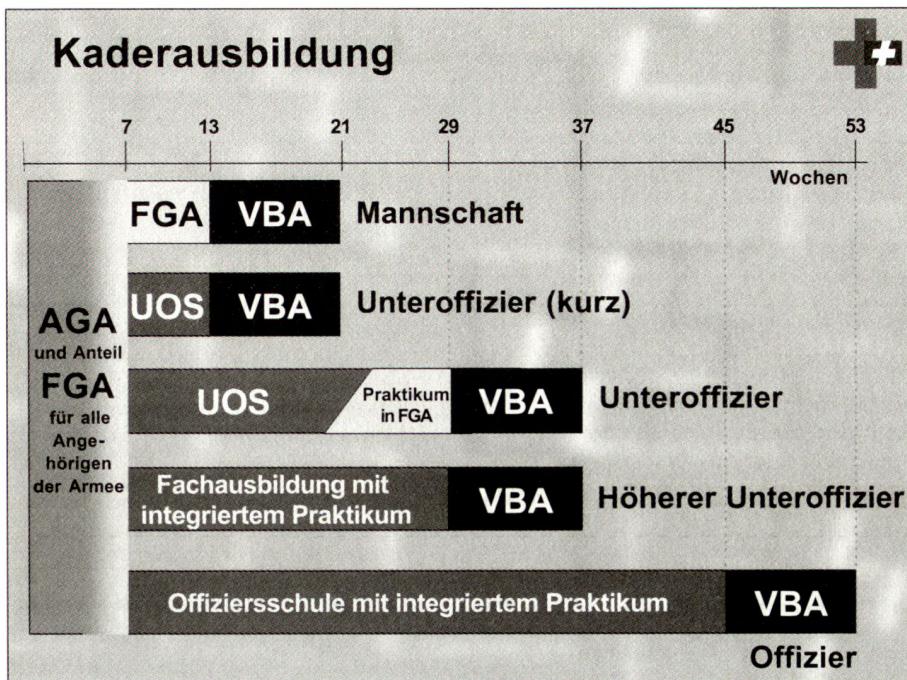 Kaderausbildung
7 13 21 29 37 45 53
Wochen
AGA
und Anteil
FGA
für alle
Ange-
hörigen
der Armee
FGA VBA Mannschaft
UOS VBA Unteroffizier (kurz)
UOS Praktikum
in FGA VBA Unteroffizier
Fachausbildung mit
integriertem Praktikum VBA Höherer Unteroffizier
Offiziersschule mit integriertem Praktikum VBA
Offizier